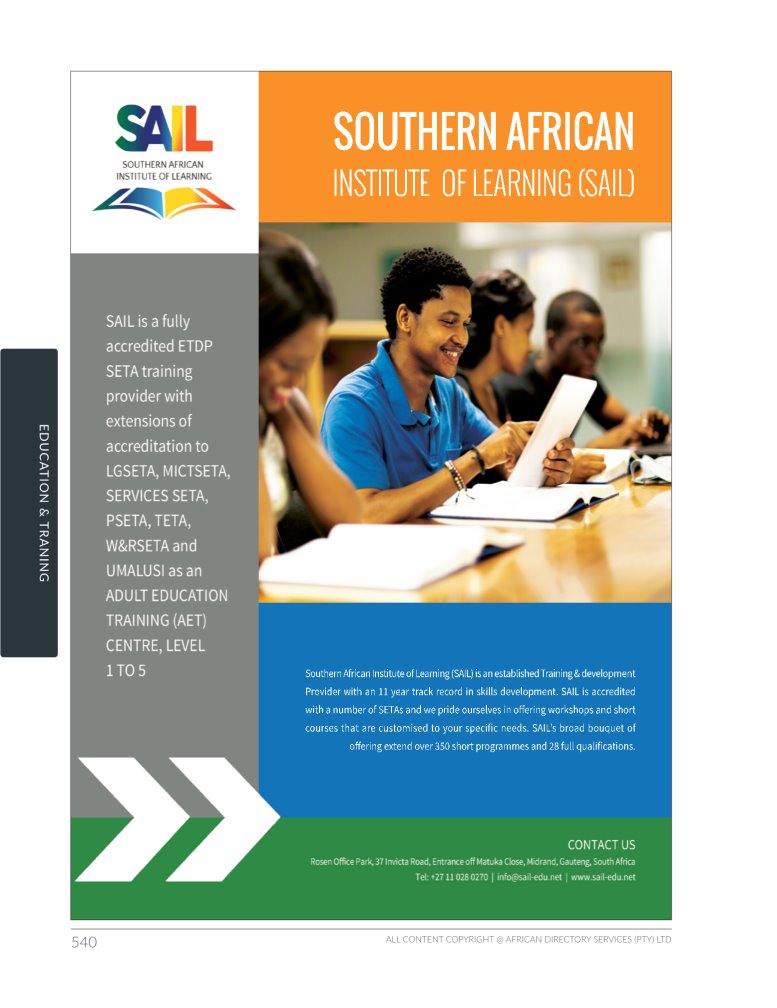 SAIL
SOUTHERN AFRICAN
INSTITUTE OF LEARNING
SOUTHERN AFRICAN
INSTITUTE OF LEARNING (SAIL)
SAIL is a fully
accredited ETDP
SETA training
provider with
extensions of
accreditation to
LGSETA, MICTSETA,
SERVICES SETA,
PSETA, TETA,
W&RSETA and
UMALUSI as an
ADULT EDUCATION
TRAINING (AET)
CENTRE, LEVEL
1 TO 5
EDUCATION & TRANING
Southern African Institute of Learning (SAIL) is an established Training & development
Provider with an 11 year track record in skills development. SAIL is accredited
with a number of SETAs and we pride ourselves in offering workshops and short
courses that are customised to your specific needs. SAIL's broad bouquet of
offering extend over 350 short programmes and 28 full qualifications.
CONTACT US
Rosen Office Park, 37 Invicta Road, Entrance off Matuka Close, Midrand, Gauteng, South Africa
Tel: +27 11 028 0270 | info@sail-edu.net | www.sail-edu.net
540
ALL CONTENT COPYRIGHT @ AFRICAN DIRECTORY SERVICES (PTY) LTD